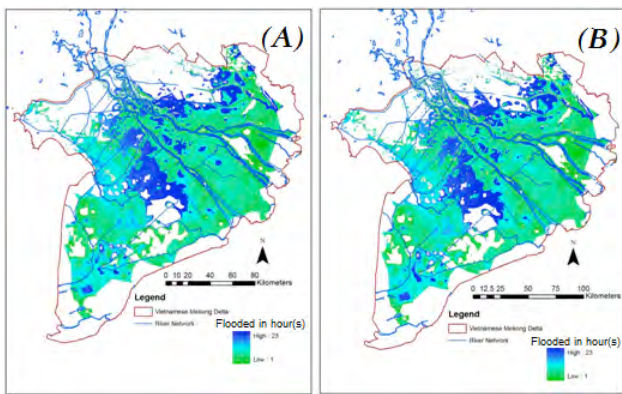 (A)
N
0 10 20 40 60 80
Kilometers
Legend
Vietnamese Mekong Delta
River Network
Flooded in hour(s)
High : 23
Low : 1
(B)
N
0 12.5 25 50 75 100
Kilometers
Legend
Vietnamese Mekong Delta
River Network
Flooded in hour(s)
High : 23
Low : 1